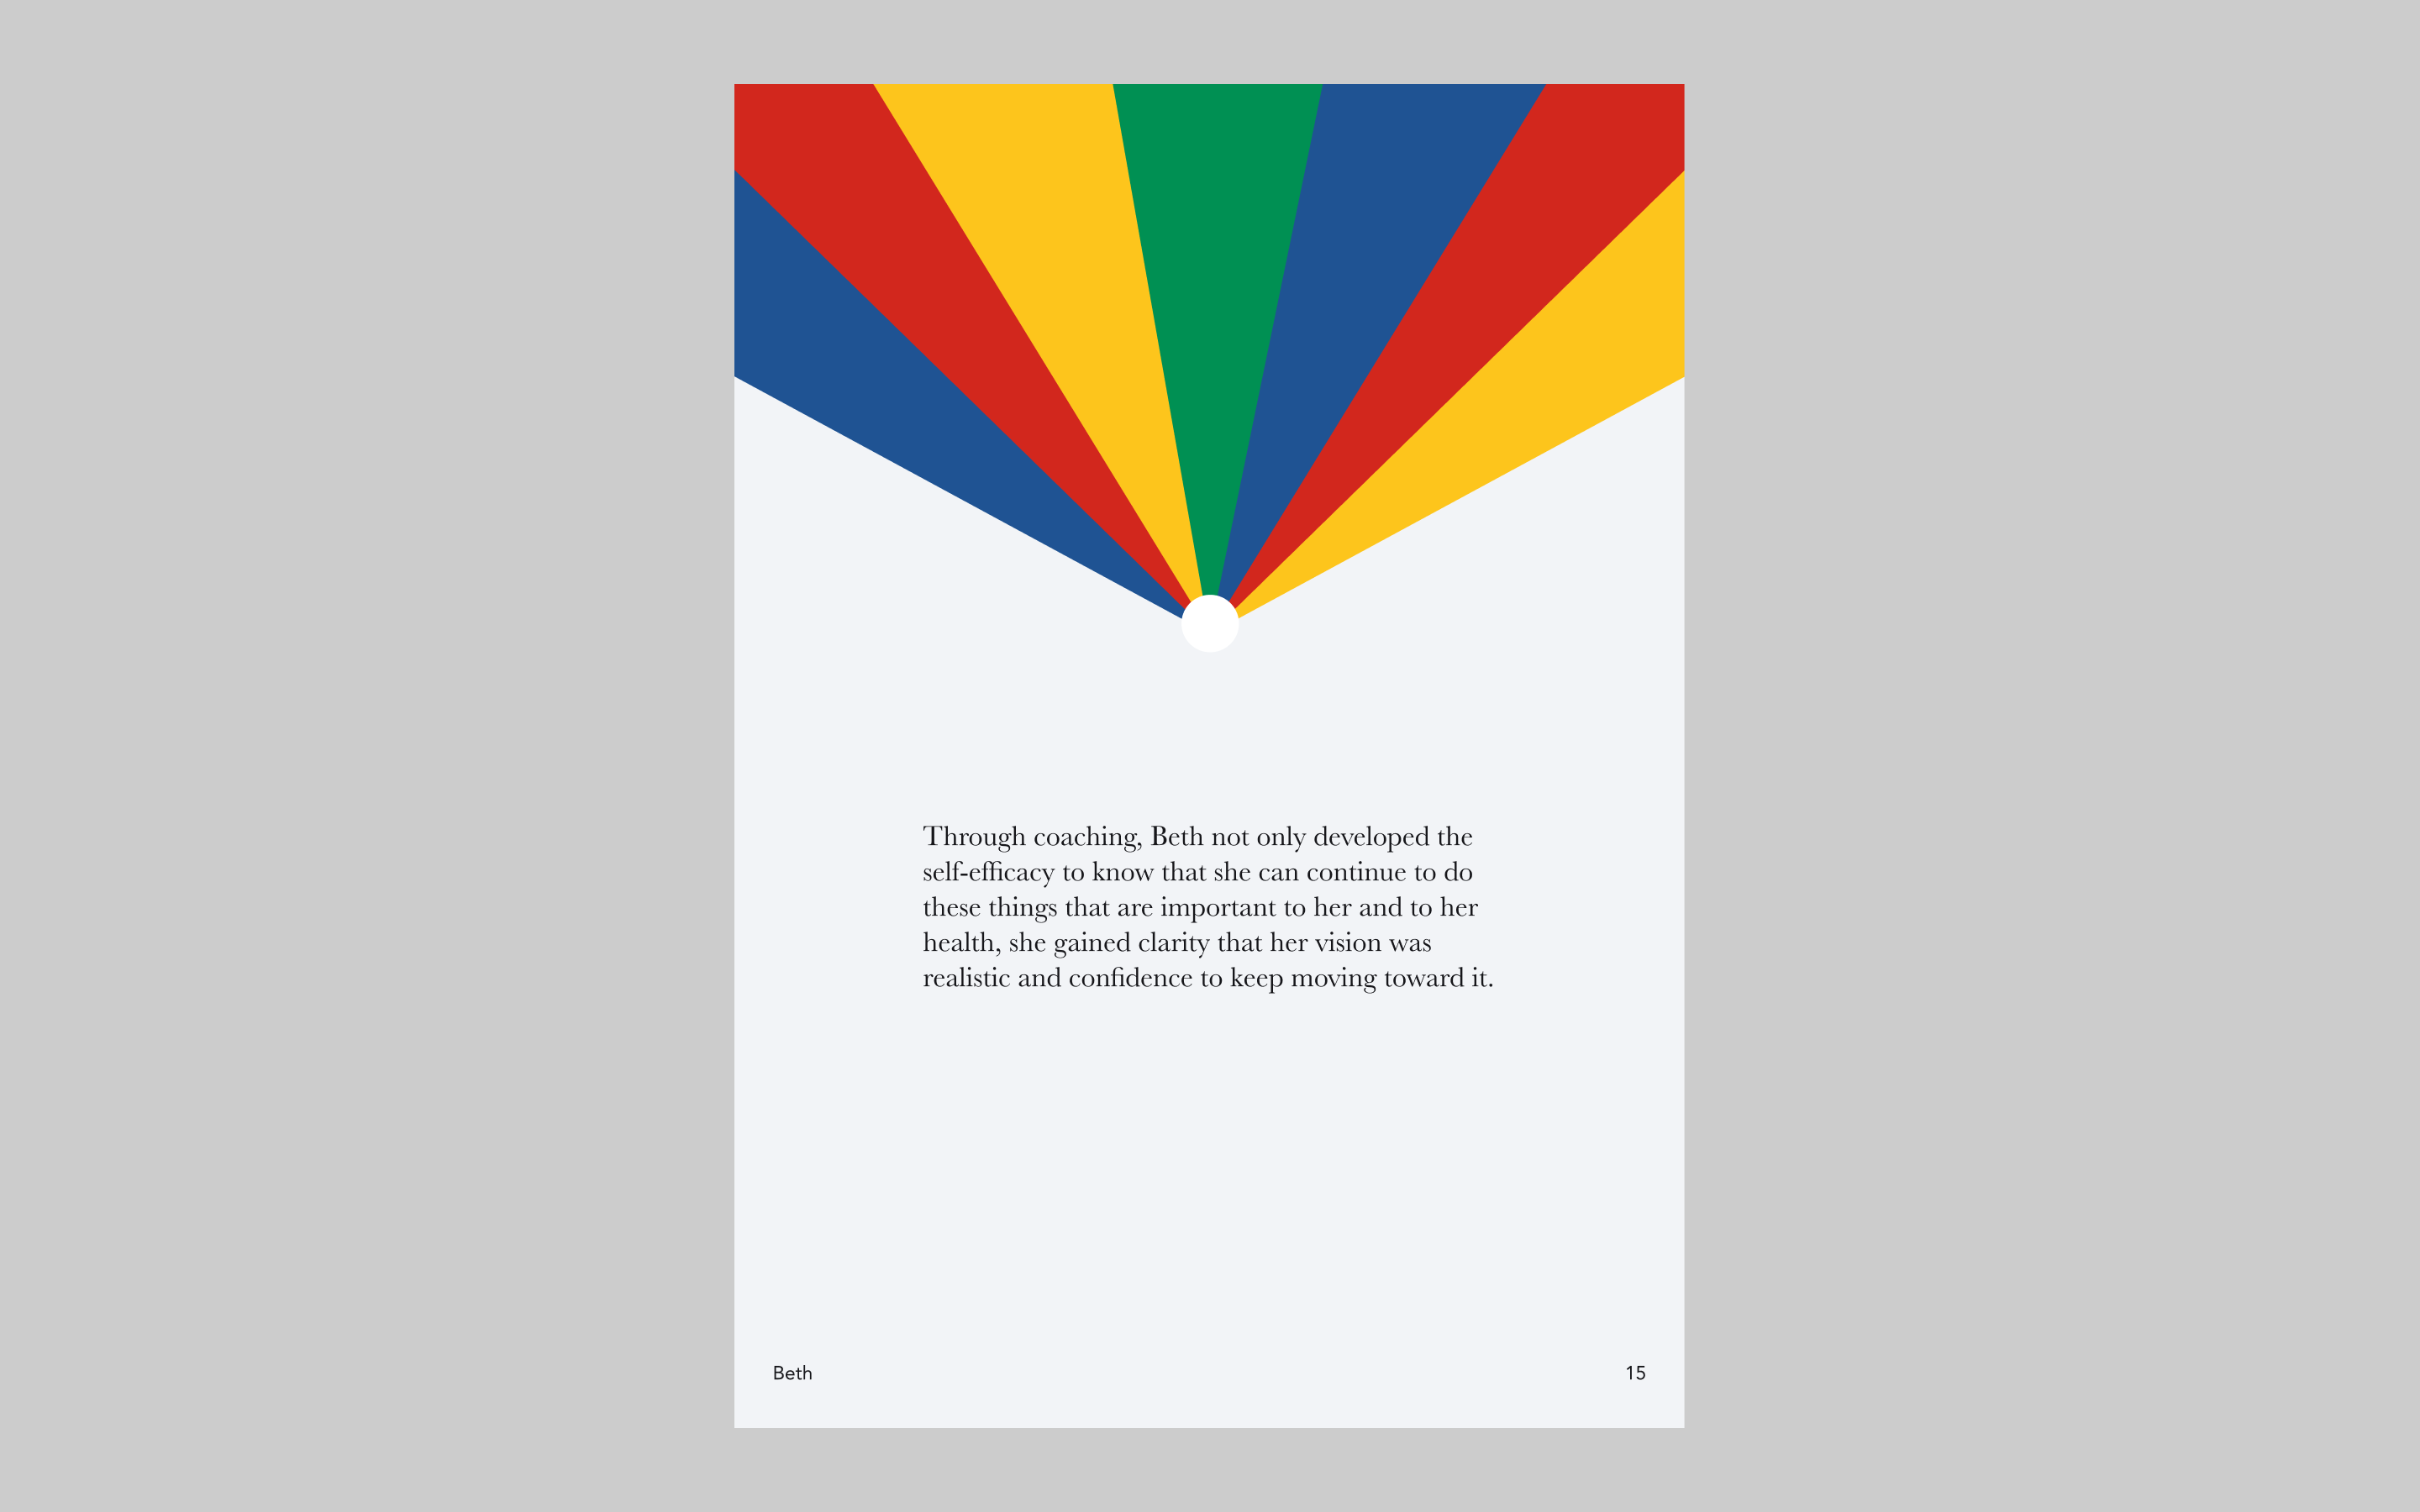 Through coaching, Beth not only developed the
self-efficacy to know that she can continue to do
these things that are important to her and to her
health, she gained clarity that her vision was
realistic and confidence to keep moving toward it.
Beth
15